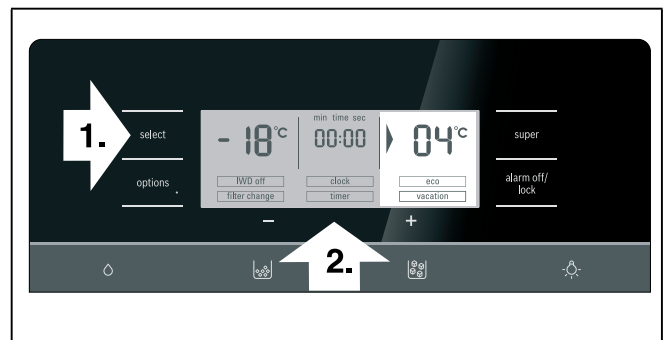 1.
select
options
- 18°C
min time sec
00:00
04°C
IWD off
clock
eco
filter change
timer
vacation
super
alarm off/
lock
−
+
2.